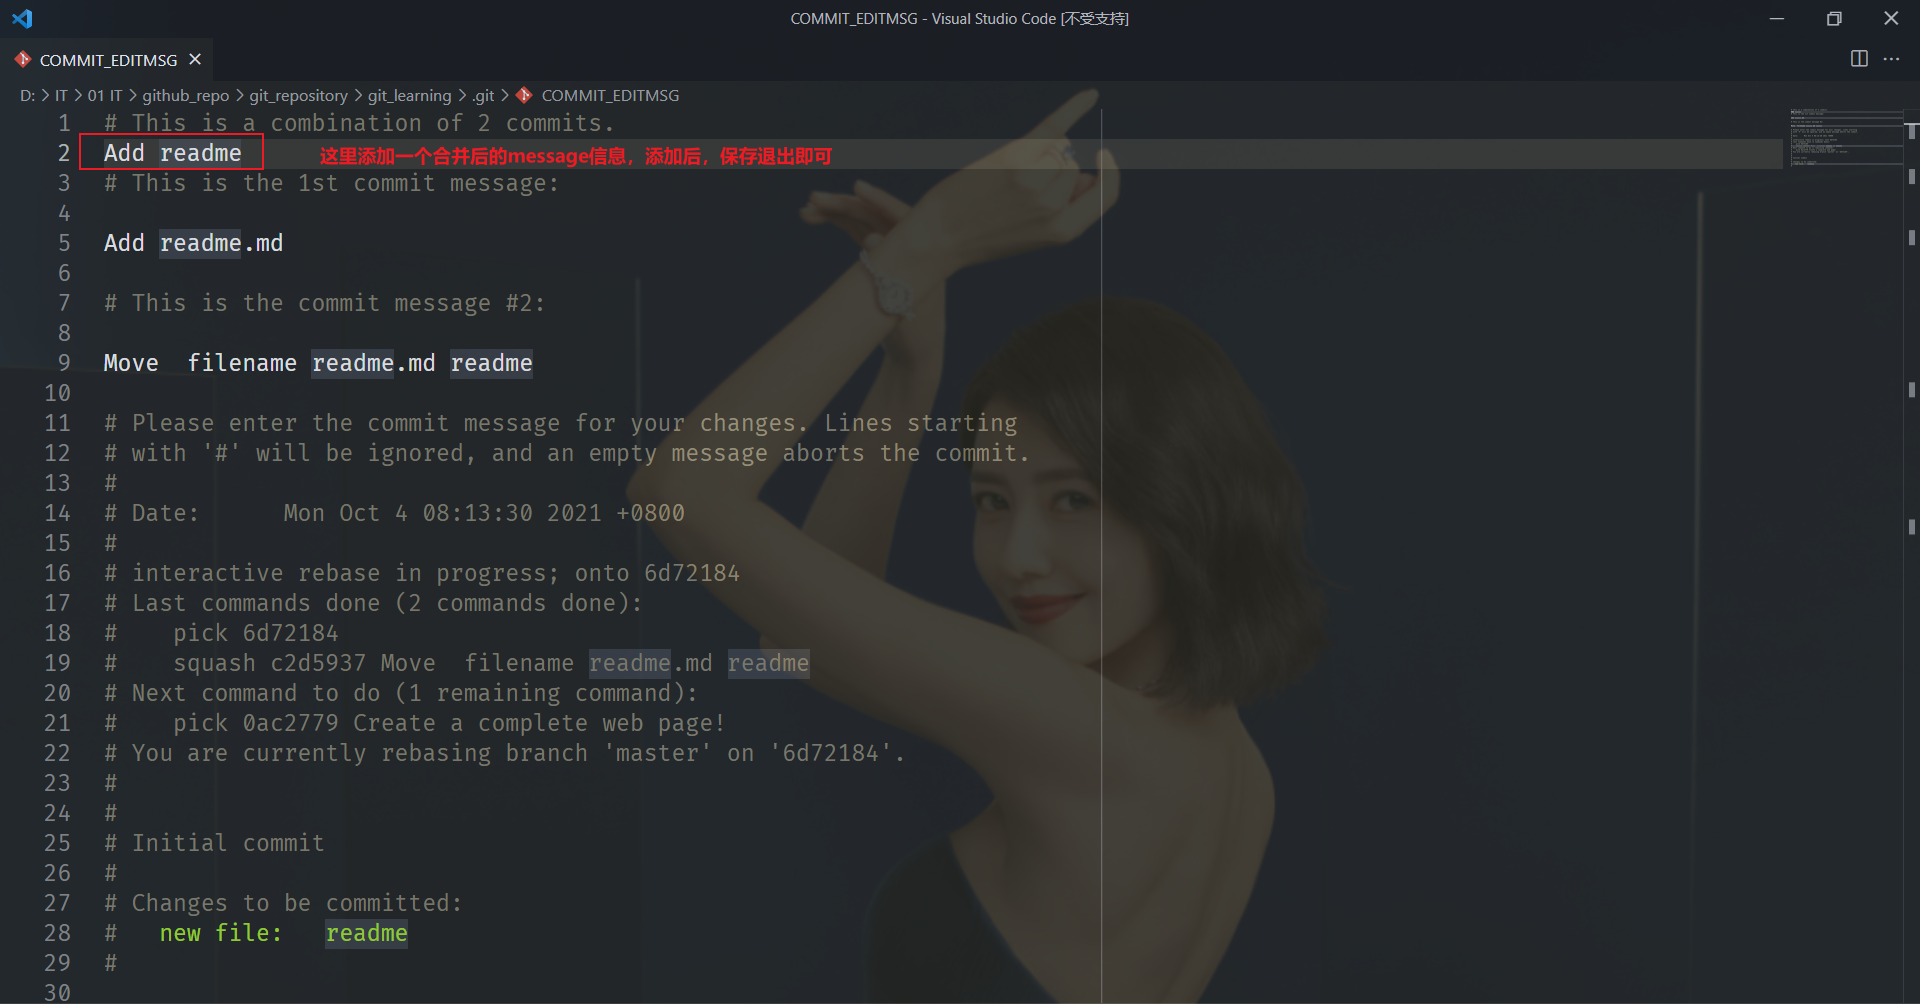 COMMIT_EDITMSG - Visual Studio Code [不受支持]
COMMIT_EDITMSG
D: > IT > 01 IT > github_repo > git_repository > git_learning > .git > COMMIT_EDITMSG
1 # This is a combination of 2 commits.
2 Add readme 这里添加一个合并后的message信息，添加后，保存退出即可
3 # This is the 1st commit message:
4
5 Add readme.md
6
7 # This is the commit message #2:
8
9 Move  filename readme.md readme
10
11 # Please enter the commit message for your changes. Lines starting
12 # with '#' will be ignored, and an empty message aborts the commit.
13 #
14 # Date:      Mon Oct 4 08:13:30 2021 +0800
15 #
16 # interactive rebase in progress; onto 6d72184
17 # Last commands done (2 commands done):
18 #    pick 6d72184
19 #    squash c2d5937 Move  filename readme.md readme
20 # Next command to do (1 remaining command):
21 #    pick 0ac2779 Create a complete web page!
22 # You are currently rebasing branch 'master' on '6d72184'.
23 #
24 #
25 # Initial commit
26 #
27 # Changes to be committed:
28 #   new file:   readme
29 #
30